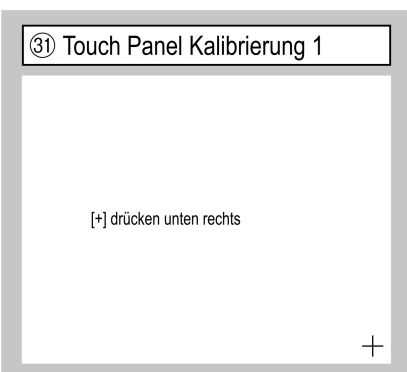 ㉛ Touch Panel Kalibrierung 1
[+] drücken unten rechts
+